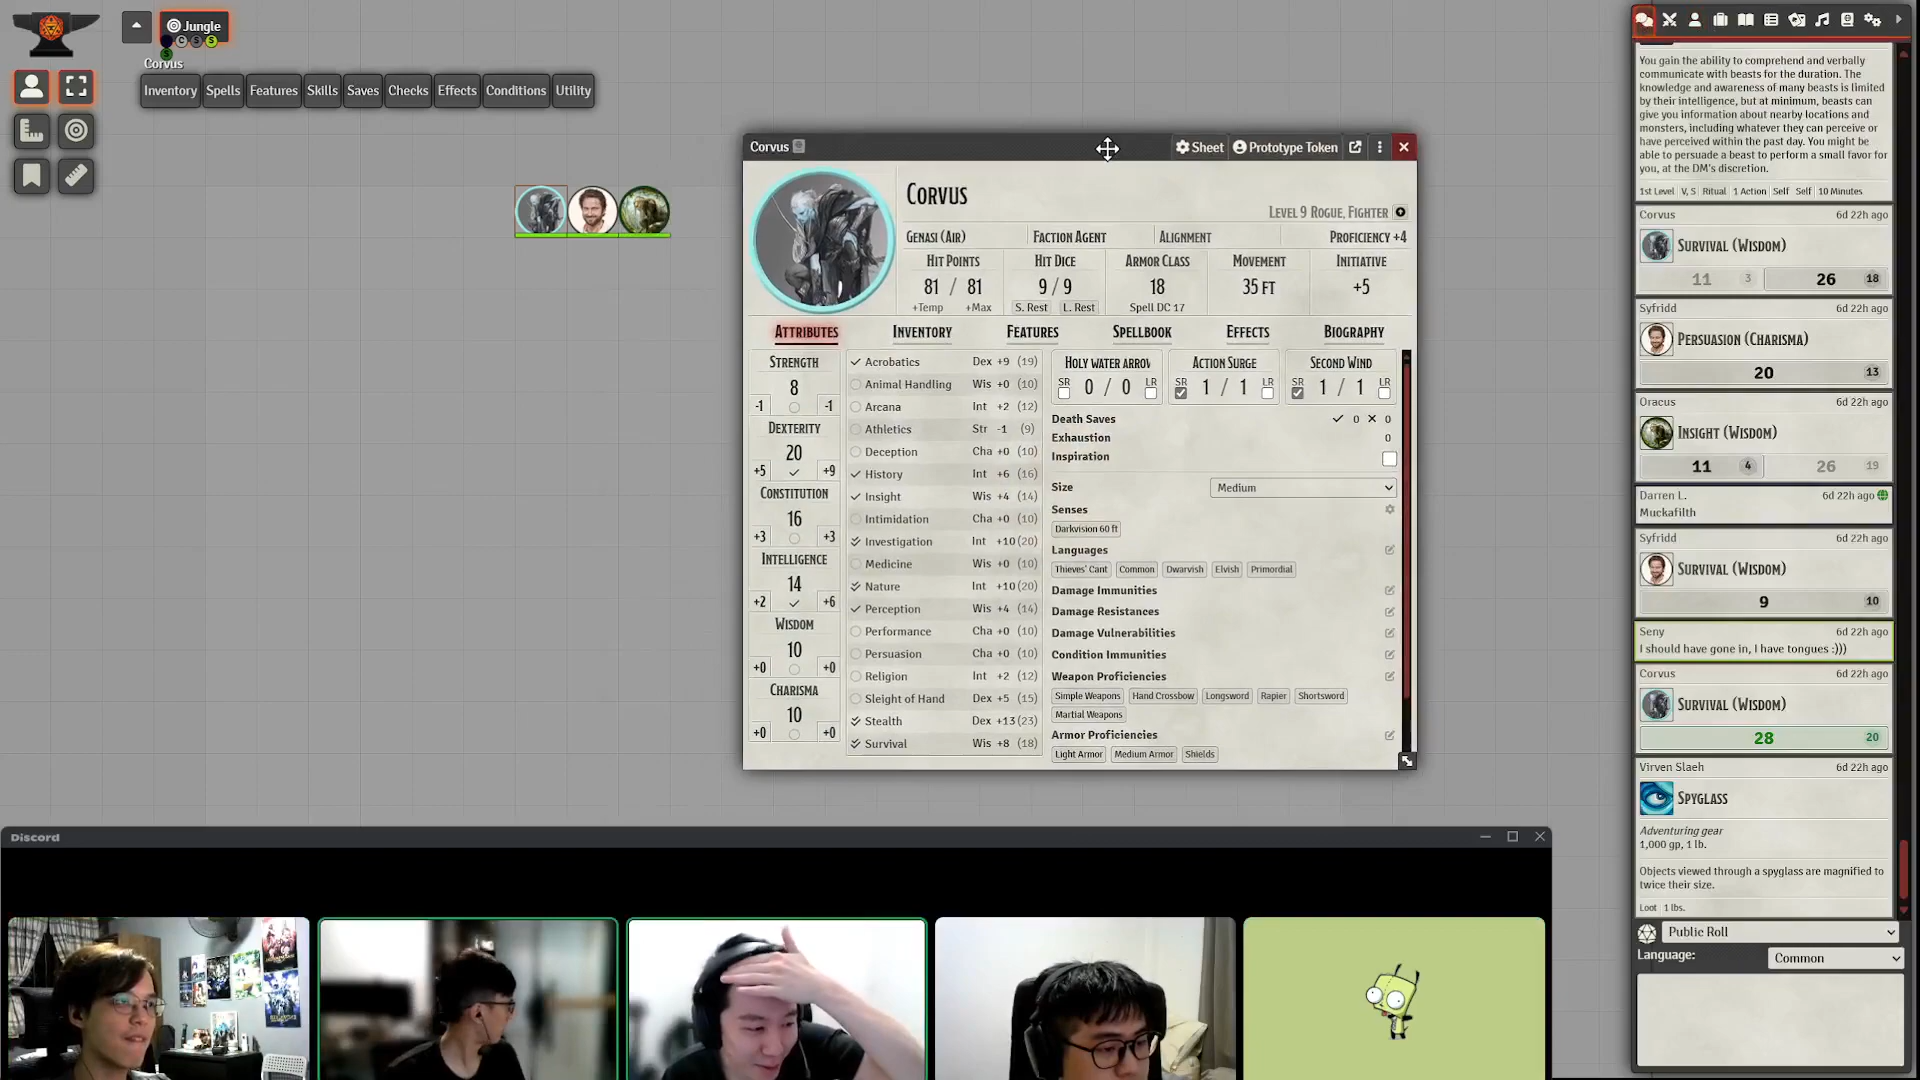 Jungle
C S S
S
Corvus
Inventory Spells Features Skills Saves Checks Effects Conditions Utility
Corvus Sheet Prototype Token
Corvus
Level 9 Rogue, Fighter
Genasi (Air) Faction Agent Alignment Proficiency +4
Hit Points Hit Dice Armor Class Movement Initiative
81 / 81 9 / 9 18 35 ft +5
+Temp +Max S. Rest L. Rest Spell DC 17
Attributes Inventory Features Spellbook Effects Biography
Strength
8
-1 -1
Dexterity
20
+5 +9
Constitution
16
+3 +3
Intelligence
14
+2 +6
Wisdom
10
+0 +0
Charisma
10
+0 +0
Acrobatics Dex +9 (19)
Animal Handling Wis +0 (10)
Arcana Int +2 (12)
Athletics Str -1 (9)
Deception Cha +0 (10)
History Int +6 (16)
Insight Wis +4 (14)
Intimidation Cha +0 (10)
Investigation Int +10 (20)
Medicine Wis +0 (10)
Nature Int +10 (20)
Perception Wis +4 (14)
Performance Cha +0 (10)
Persuasion Cha +0 (10)
Religion Int +2 (12)
Sleight of Hand Dex +5 (15)
Stealth Dex +13 (23)
Survival Wis +8 (18)
Holy water arrow Action Surge Second Wind
SR 0 / 0 LR SR 1 / 1 LR SR 1 / 1 LR
Death Saves 0 0
Exhaustion 0
Inspiration
Size Medium
Senses
Darkvision 60 ft
Languages
Thieves' Cant Common Dwarvish Elvish Primordial
Damage Immunities
Damage Resistances
Damage Vulnerabilities
Condition Immunities
Weapon Proficiencies
Simple Weapons Hand Crossbow Longsword Rapier Shortsword
Martial Weapons
Armor Proficiencies
Light Armor Medium Armor Shields
You gain the ability to comprehend and verbally
communicate with beasts for the duration. The
knowledge and awareness of many beasts is limited
by their intelligence, but at minimum, beasts can
give you information about nearby locations and
monsters, including whatever they can perceive or
have perceived within the past day. You might be
able to persuade a beast to perform a small favor for
you, at the DM's discretion.
1st Level V, S Ritual 1 Action Self Self 10 Minutes
Corvus 6d 22h ago
Survival (Wisdom)
11 3 26 18
Syfridd 6d 22h ago
Persuasion (Charisma)
20 13
Oracus 6d 22h ago
Insight (Wisdom)
11 4 26 19
Darren L. 6d 22h ago
Muckafilth
Syfridd 6d 22h ago
Survival (Wisdom)
9 10
Seny 6d 22h ago
I should have gone in, I have tongues :)))
Corvus 6d 22h ago
Survival (Wisdom)
28 20
Virven Slaeh 6d 22h ago
Spyglass
Adventuring gear
1,000 gp, 1 lb.
Objects viewed through a spyglass are magnified to
twice their size.
Loot 1 lbs.
Public Roll
Language: Common
Discord